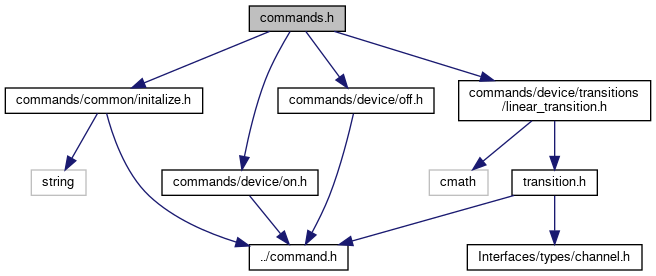 commands.h
commands/common/initalize.h
commands/device/off.h
commands/device/transitions
/linear_transition.h
string
commands/device/on.h
cmath
transition.h
../command.h
Interfaces/types/channel.h